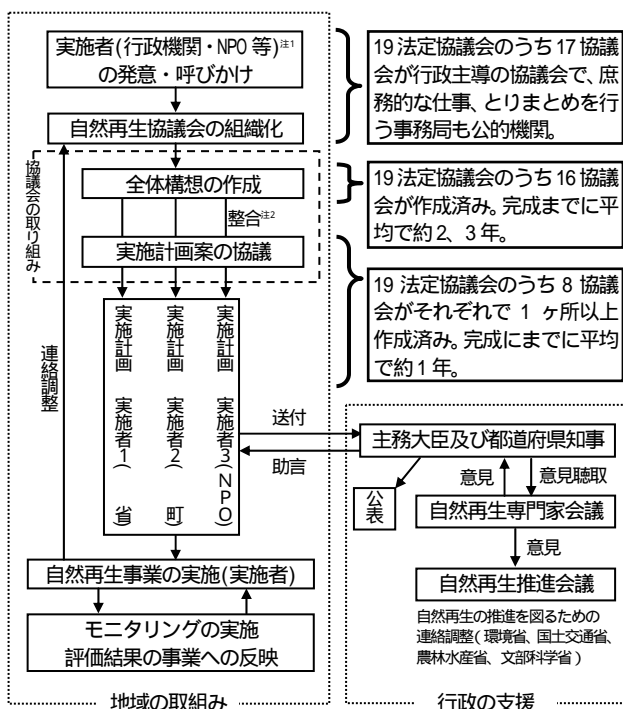 実施者(行政機関・NPO 等)注1
の発意・呼びかけ
自然再生協議会の組織化
協議会の取り組み
全体構想の作成
整合注2
実施計画案の協議
実施計画 実施者1(省)
実施計画 実施者2(町)
実施計画 実施者3(NPO)
連絡調整
自然再生事業の実施(実施者)
モニタリングの実施
評価結果の事業への反映
地域の取組み
19 法定協議会のうち 17 協議
会が行政主導の協議会で、庶
務的な仕事、とりまとめを行
う事務局も公的機関。
19 法定協議会のうち 16 協議
会が作成済み。完成までに平
均で約2、3年。
19 法定協議会のうち 8 協議
会がそれぞれで 1 ヶ所以上
作成済み。完成にまでに平均
で約1年。
送付
助言
主務大臣及び都道府県知事
公表
意見
意見聴取
自然再生専門家会議
意見
自然再生推進会議
自然再生の推進を図るための
連絡調整(環境省、国土交通省、
農林水産省、文部科学省)
行政の支援